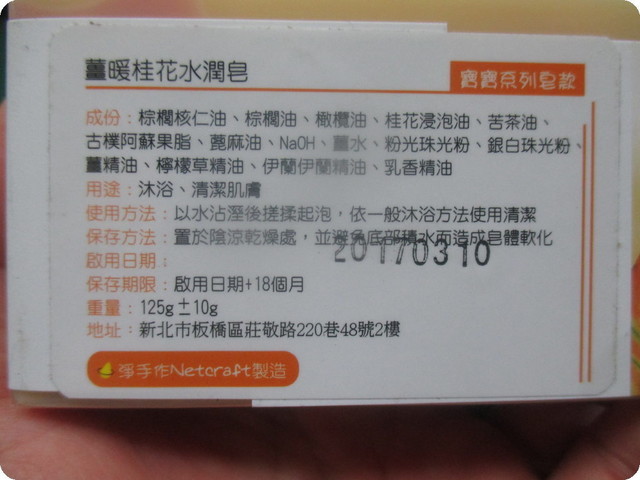 薑暖桂花水潤皂
寶寶系列皂款
成份：棕櫚核仁油、棕櫚油、橄欖油、桂花浸泡油、苦茶油、
古樸阿蘇果脂、蓖麻油、NaOH、薑水、粉光珠光粉、銀白珠光粉、
薑精油、檸檬草精油、伊蘭伊蘭精油、乳香精油
用途：沐浴、清潔肌膚
使用方法：以水沾溼後搓揉起泡，依一般沐浴方法使用清潔
保存方法：置於陰涼乾燥處，並避免底部積水而造成皂體軟化
啟用日期：
20170310
保存期限：啟用日期+18個月
重量：125g±10g
地址：新北市板橋區莊敬路220巷48號2樓
淨手作Netcraft製造